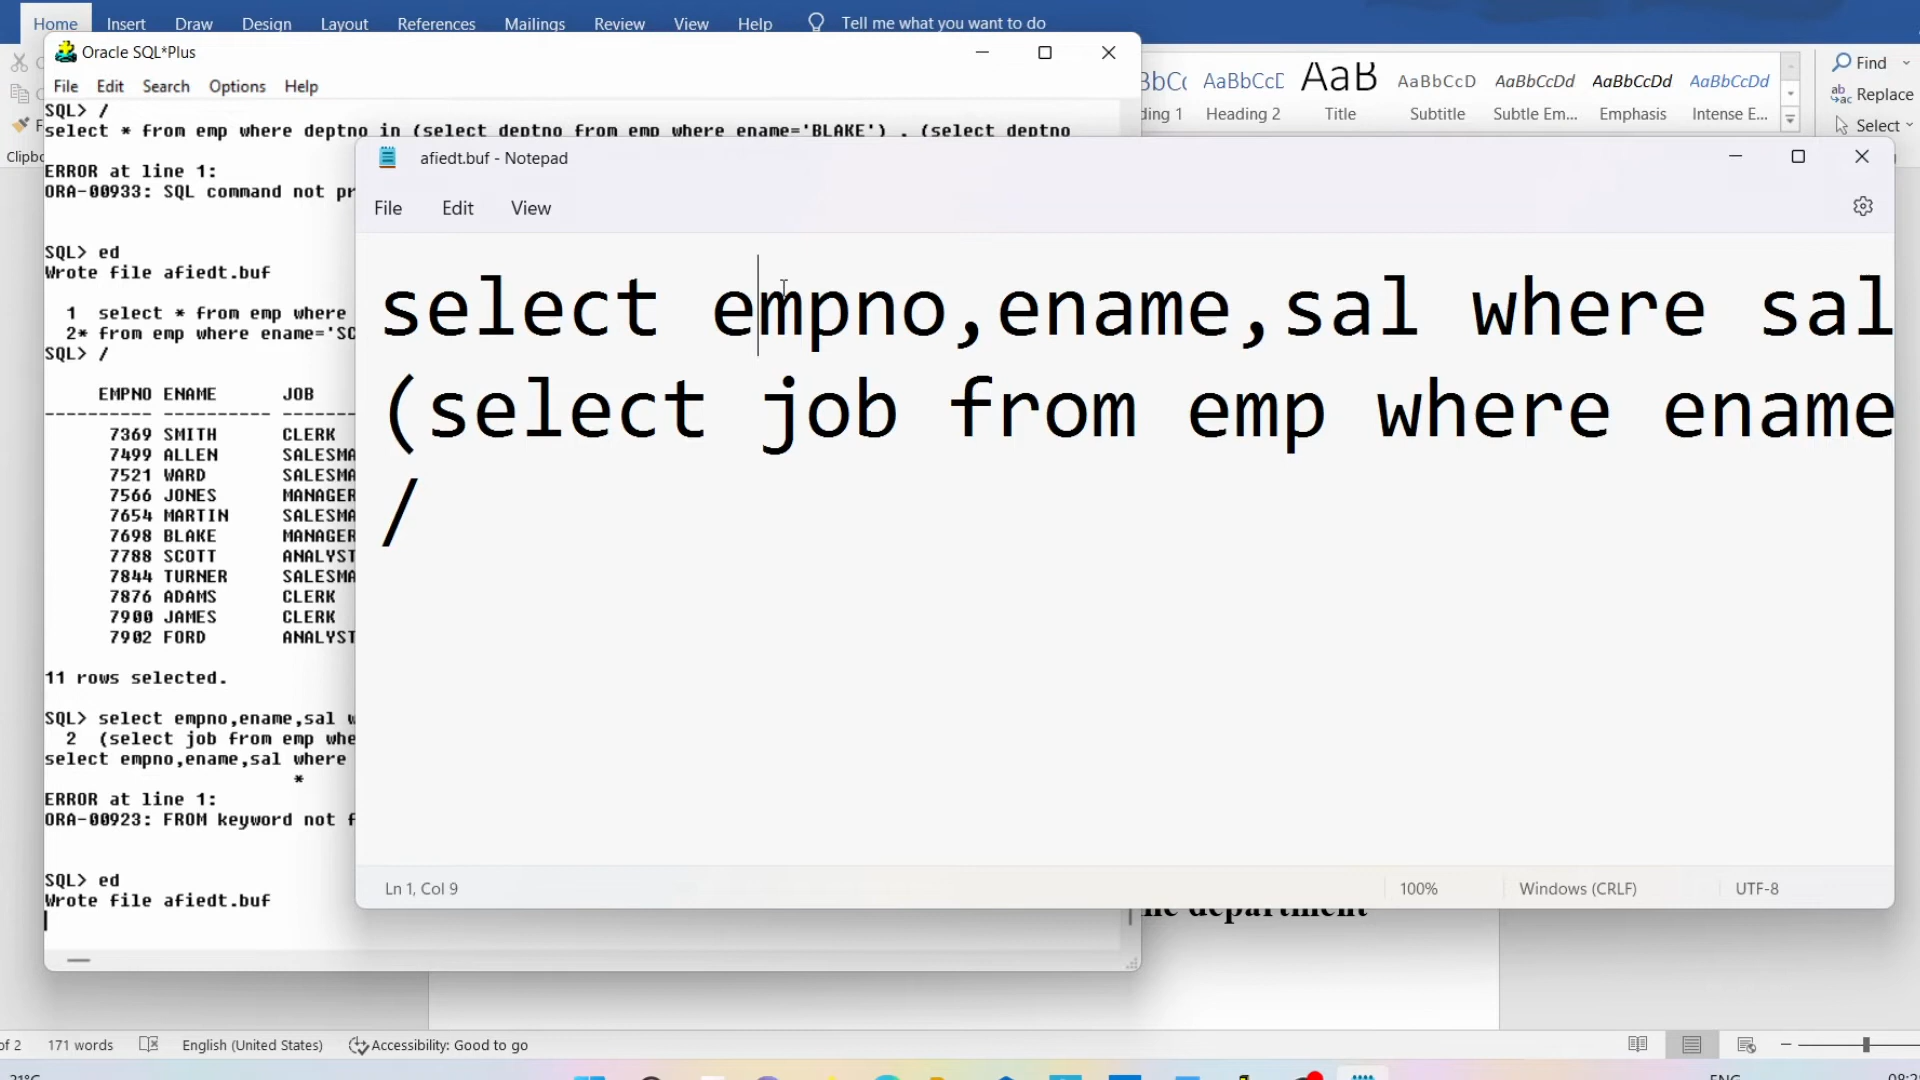 Home Insert Draw Design Layout References Mailings Review View Help Tell me what you want to do
Oracle SQL*Plus
File Edit Search Options Help
SQL> /
select * from emp where deptno in (select deptno from emp where ename='BLAKE') , (select deptno
ERROR at line 1:
ORA-00933: SQL command not pr
SQL> ed
Wrote file afiedt.buf
1 select * from emp where
2* from emp where ename='SC
SQL> /
EMPNO ENAME JOB
---------- ---------- ------
7369 SMITH CLERK
7499 ALLEN SALESMA
7521 WARD SALESMA
7566 JONES MANAGER
7654 MARTIN SALESMA
7698 BLAKE MANAGER
7788 SCOTT ANALYST
7844 TURNER SALESMA
7876 ADAMS CLERK
7900 JAMES CLERK
7902 FORD ANALYST
11 rows selected.
SQL> select empno,ename,sal w
2 (select job from emp whe
select empno,ename,sal where
*
ERROR at line 1:
ORA-00923: FROM keyword not f
SQL> ed
Wrote file afiedt.buf
afiedt.buf - Notepad
File Edit View
select empno,ename,sal where sal
(select job from emp where ename
/
Ln 1, Col 9 100% Windows (CRLF) UTF-8
AaBbCcD AaB AaBbCcD AaBbCcDd AaBbCcDd AaBbCcDd
ding 1 Heading 2 Title Subtitle Subtle Em... Emphasis Intense E...
Find
Replace
Select
Clipbo
department
of 2 171 words English (United States) Accessibility: Good to go
ENG